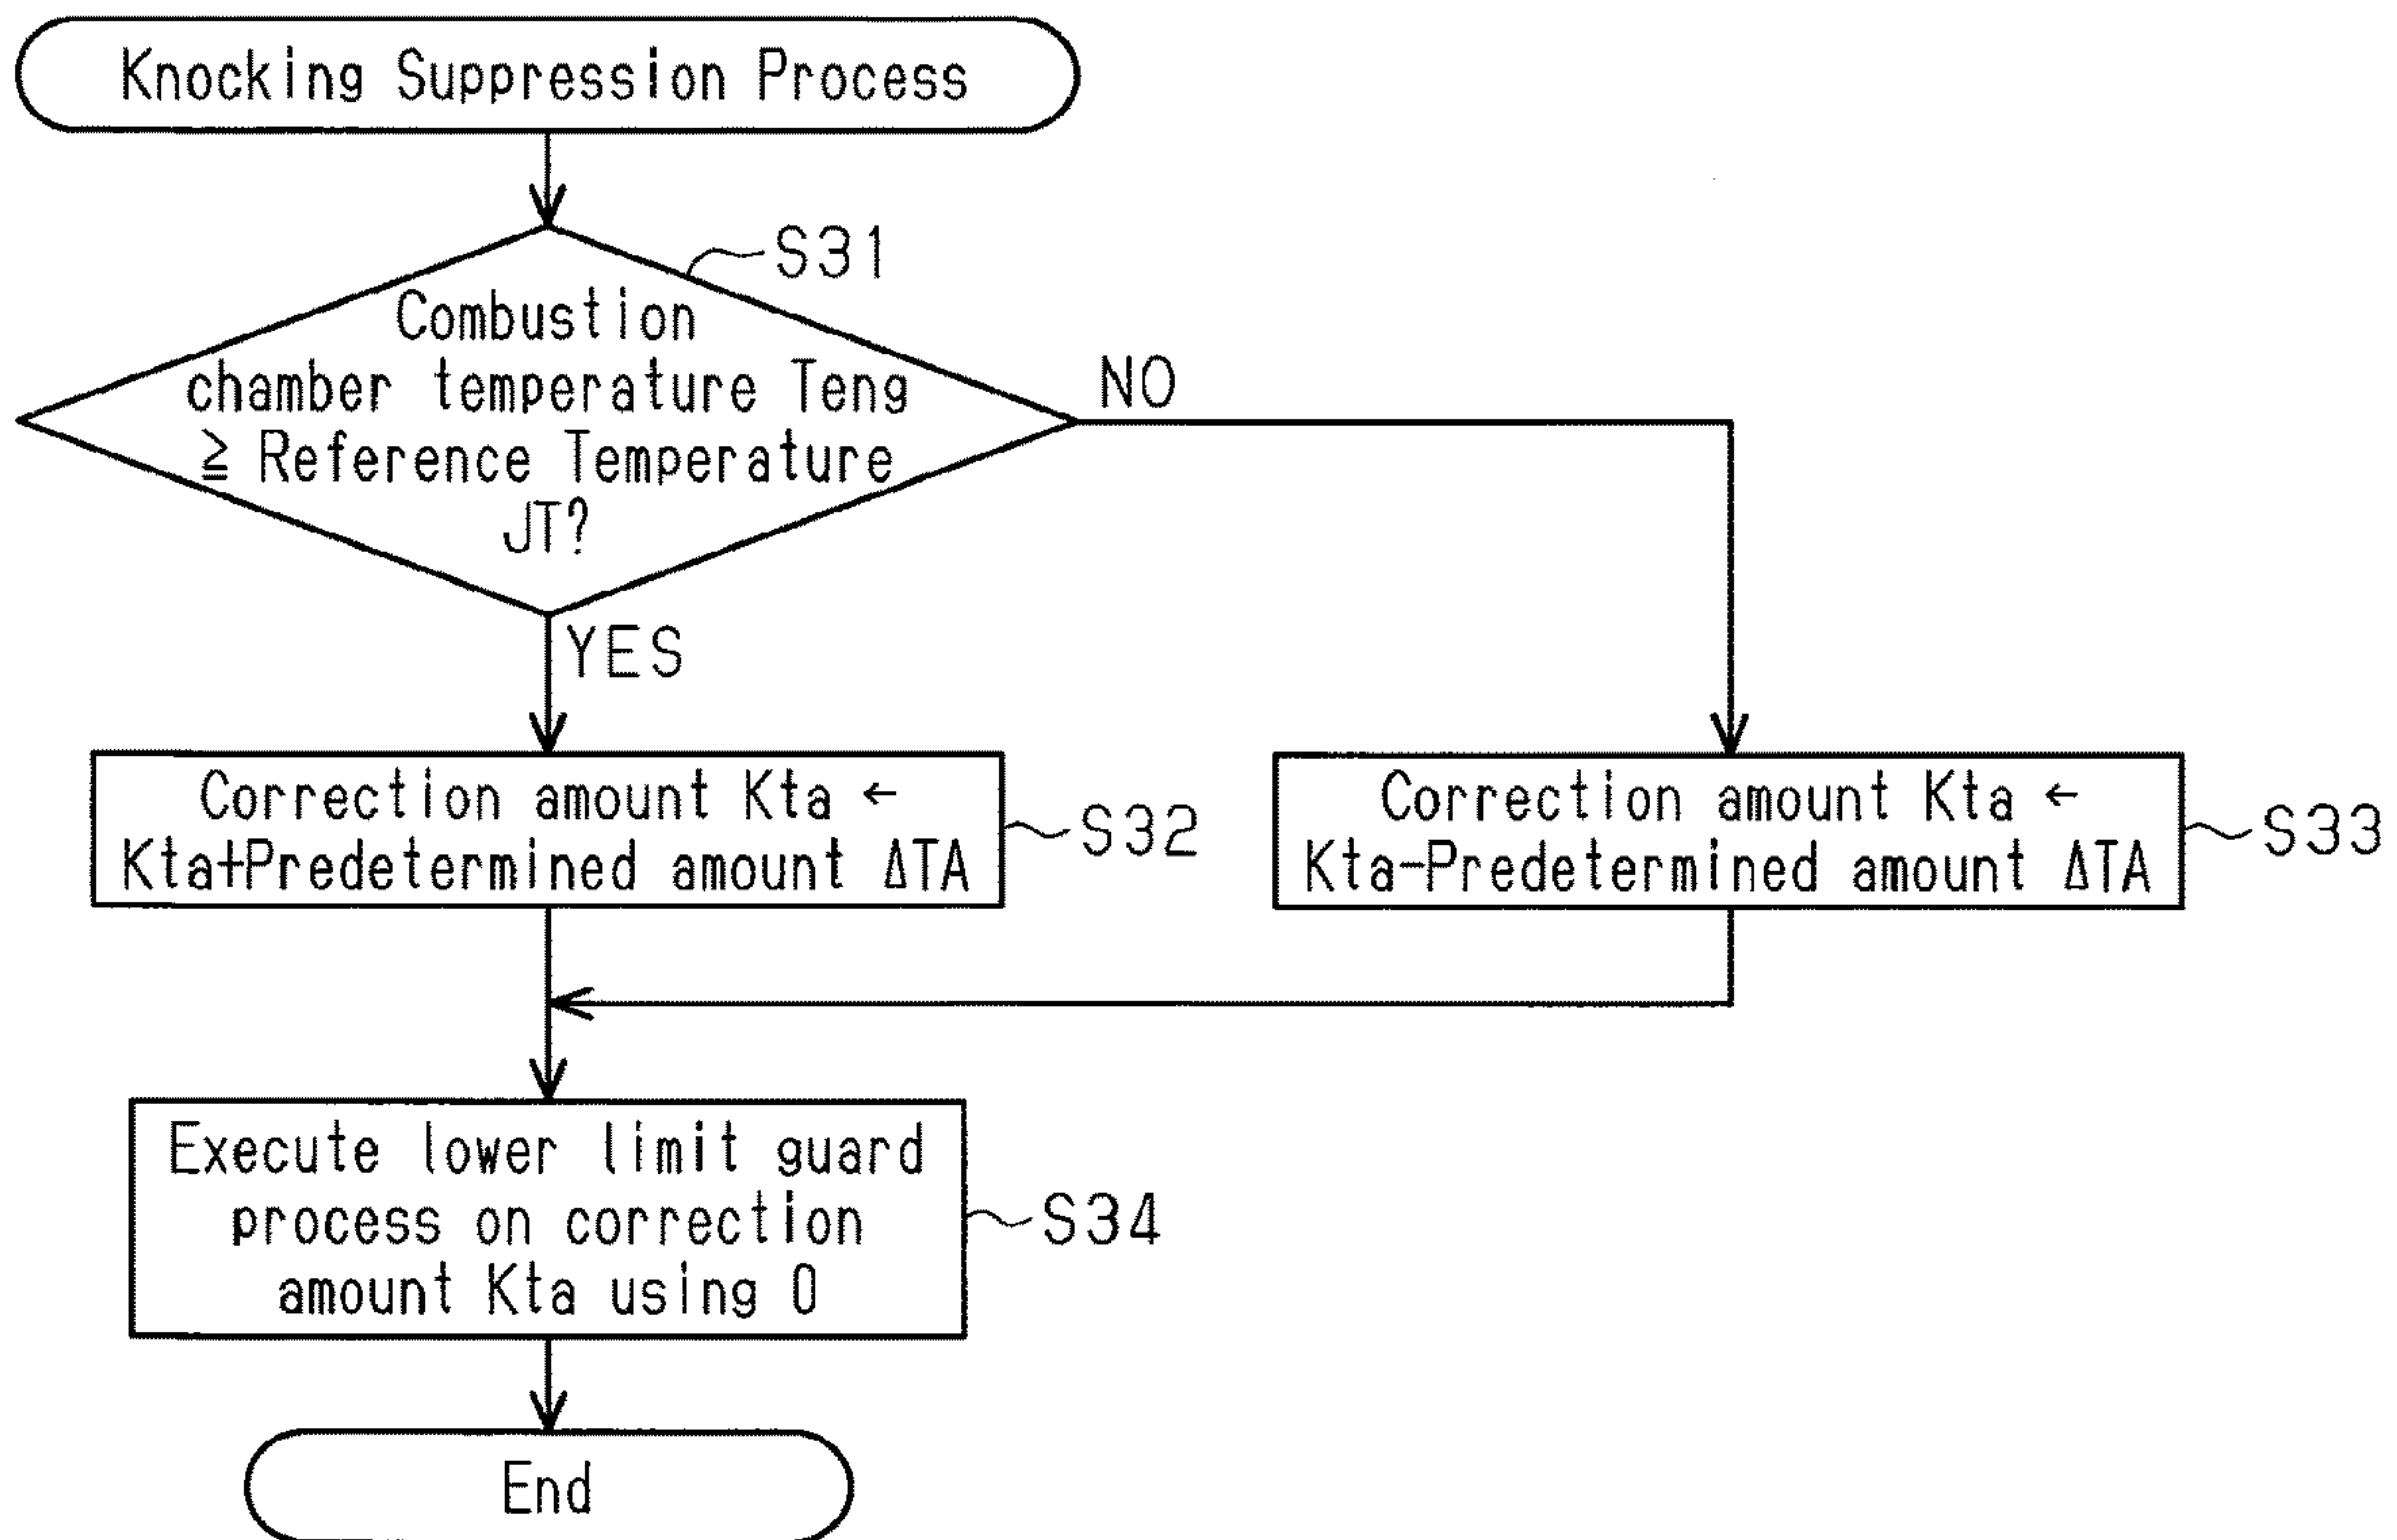 Knocking Suppression Process
S31
Combustion
chamber temperature Teng
≧ Reference Temperature
JT?
NO
YES
Correction amount Kta ←
Kta+Predetermined amount ΔTA
S32
Correction amount Kta ←
Kta-Predetermined amount ΔTA
S33
Execute lower limit guard
process on correction
amount Kta using 0
S34
End